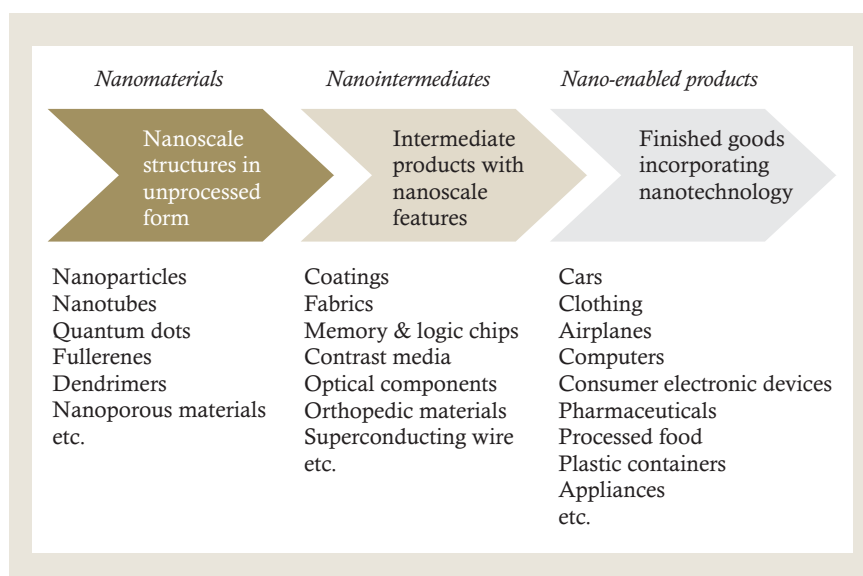 Nanomaterials
Nanointermediates
Nano-enabled products
Nanoscale
structures in
unprocessed
form
Intermediate
products with
nanoscale
features
Finished goods
incorporating
nanotechnology
Nanoparticles
Nanotubes
Quantum dots
Fullerenes
Dendrimers
Nanoporous materials
etc.
Coatings
Fabrics
Memory & logic chips
Contrast media
Optical components
Orthopedic materials
Superconducting wire
etc.
Cars
Clothing
Airplanes
Computers
Consumer electronic devices
Pharmaceuticals
Processed food
Plastic containers
Appliances
etc.